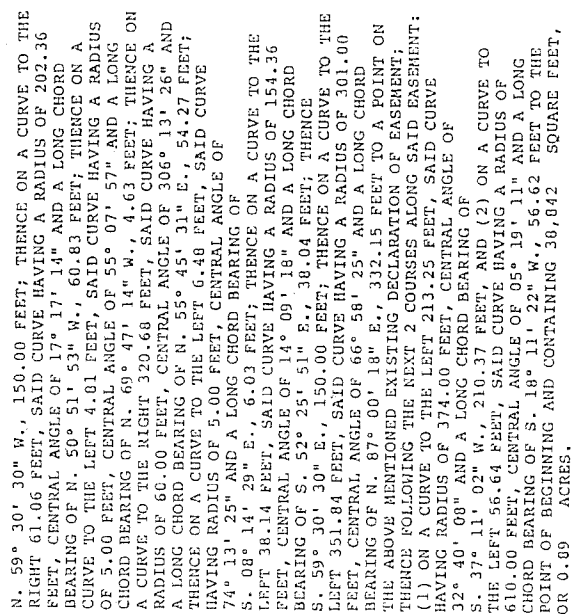 N. 59° 30' 30" W., 150.00 FEET; THENCE ON A CURVE TO THE
RIGHT 61.06 FEET, SAID CURVE HAVING A RADIUS OF 202.36
FEET, CENTRAL ANGLE OF 17° 17' 14" AND A LONG CHORD
BEARING OF N. 50° 51' 53" W., 60.83 FEET; THENCE ON A
CURVE TO THE LEFT 4.81 FEET, SAID CURVE HAVING A RADIUS
OF 5.00 FEET, CENTRAL ANGLE OF 55° 07' 57" AND A LONG
CHORD BEARING OF N. 69° 47' 14" W., 4.63 FEET; THENCE ON
A CURVE TO THE RIGHT 320.68 FEET, SAID CURVE HAVING A
RADIUS OF 60.00 FEET, CENTRAL ANGLE OF 306° 13' 26" AND
A LONG CHORD BEARING OF N. 55° 45' 31" E., 54.27 FEET;
THENCE ON A CURVE TO THE LEFT 6.48 FEET, SAID CURVE
HAVING RADIUS OF 5.00 FEET, CENTRAL ANGLE OF
74° 13' 25" AND A LONG CHORD BEARING OF
S. 08° 14' 29" E., 6.03 FEET; THENCE ON A CURVE TO THE
LEFT 38.14 FEET, SAID CURVE HAVING A RADIUS OF 154.36
FEET, CENTRAL ANGLE OF 14° 09' 18" AND A LONG CHORD
BEARING OF S. 52° 25' 51" E., 38.04 FEET; THENCE
S. 59° 30' 30" E., 150.00 FEET; THENCE ON A CURVE TO THE
LEFT 351.84 FEET, SAID CURVE HAVING A RADIUS OF 301.00
FEET, CENTRAL ANGLE OF 66° 58' 25" AND A LONG CHORD
BEARING OF N. 87° 00' 18" E., 332.15 FEET TO A POINT ON
THE ABOVE MENTIONED EXISTING DECLARATION OF EASEMENT;
THENCE FOLLOWING THE NEXT 2 COURSES ALONG SAID EASEMENT:
(1) ON A CURVE TO THE LEFT 213.25 FEET, SAID CURVE
HAVING RADIUS OF 374.00 FEET, CENTRAL ANGLE OF
32° 40' 08" AND A LONG CHORD BEARING OF
S. 37° 11' 02" W., 210.37 FEET, AND (2) ON A CURVE TO
THE LEFT 56.64 FEET, SAID CURVE HAVING A RADIUS OF
610.00 FEET, CENTRAL ANGLE OF 05° 19' 11" AND A LONG
CHORD BEARING OF S. 18° 11' 22" W., 56.62 FEET TO THE
POINT OF BEGINNING AND CONTAINING 38,842 SQUARE FEET,
OR 0.89 ACRES.